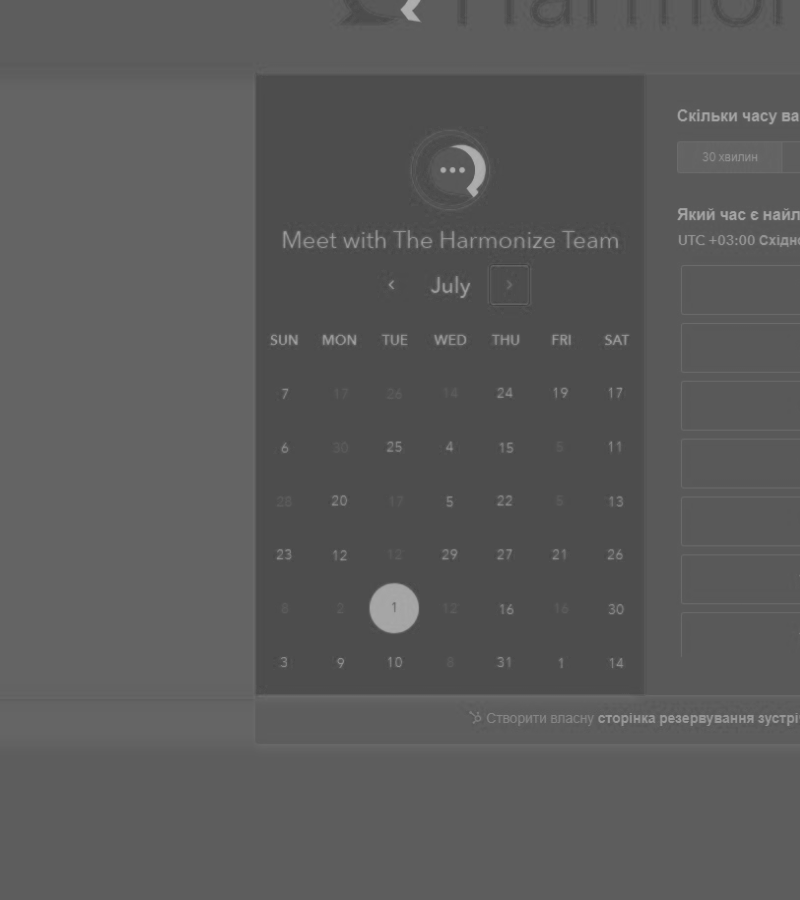 Harmon
Meet with The Harmonize Team
July
SUN MON TUE WED THU FRI SAT
7 17 26 14 24 19 17
6 30 25 4 15 5 11
28 20 17 5 22 5 13
23 12 12 29 27 21 26
8 2 1 12 16 16 30
3 9 10 8 31 1 14
Скільки часу ва
30 хвилин
Який час є найл
UTC +03:00 Східно
Створити власну сторінка резервування зустрі